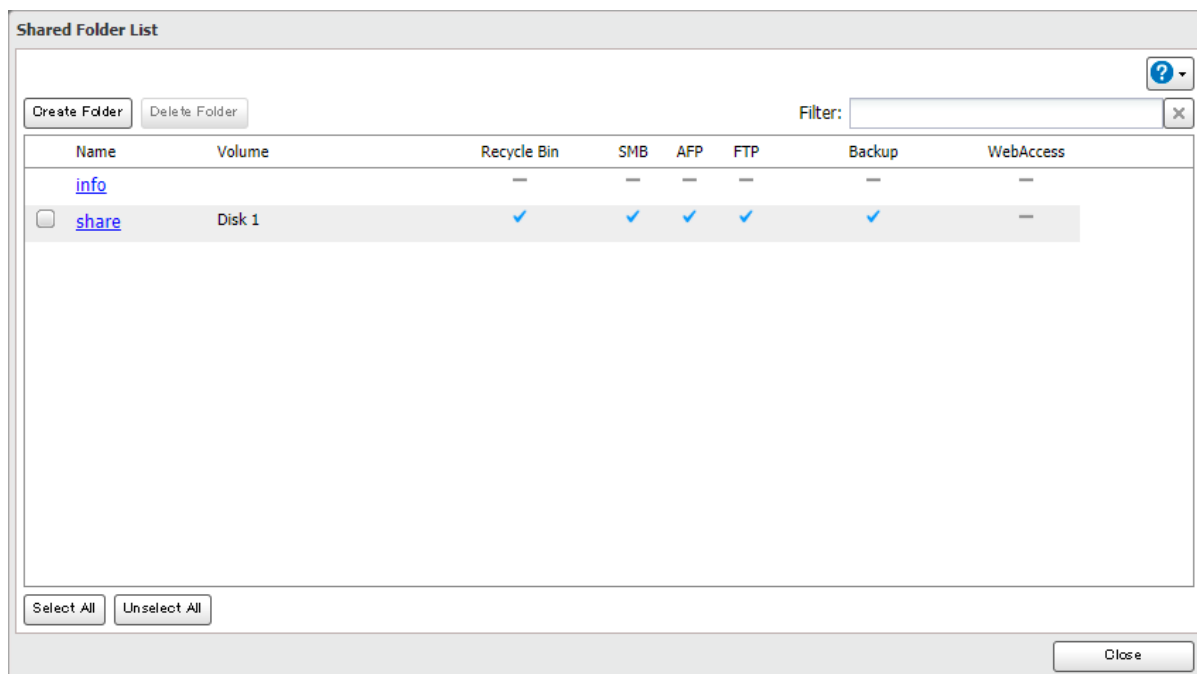 Shared Folder List
Create Folder Delete Folder Filter:
Name Volume Recycle Bin SMB AFP FTP Backup WebAccess
info — — — — — —
share Disk 1 ✓ ✓ ✓ ✓ ✓ —
Select All Unselect All
Close